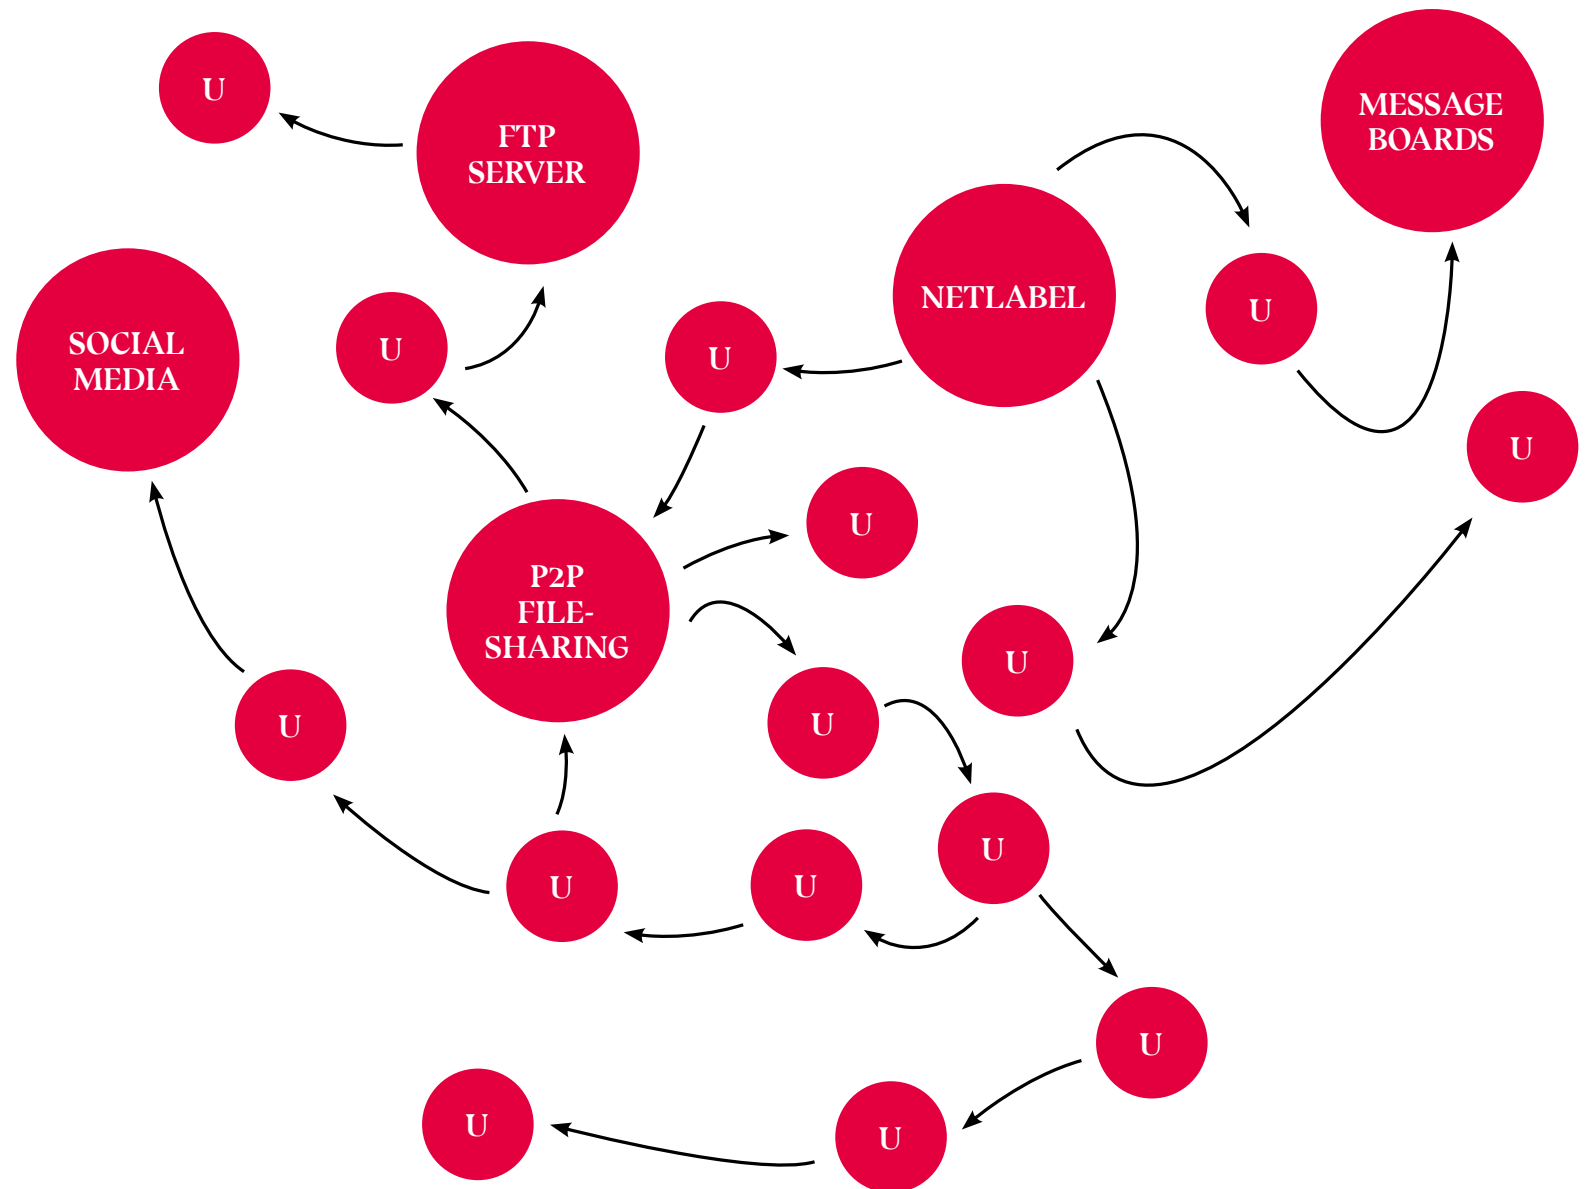 U
FTP
SERVER
MESSAGE
BOARDS
NETLABEL
U
SOCIAL
MEDIA
U
U
U
U
P2P
FILE-
SHARING
U
U
U
U
U
U
U
U
U
U